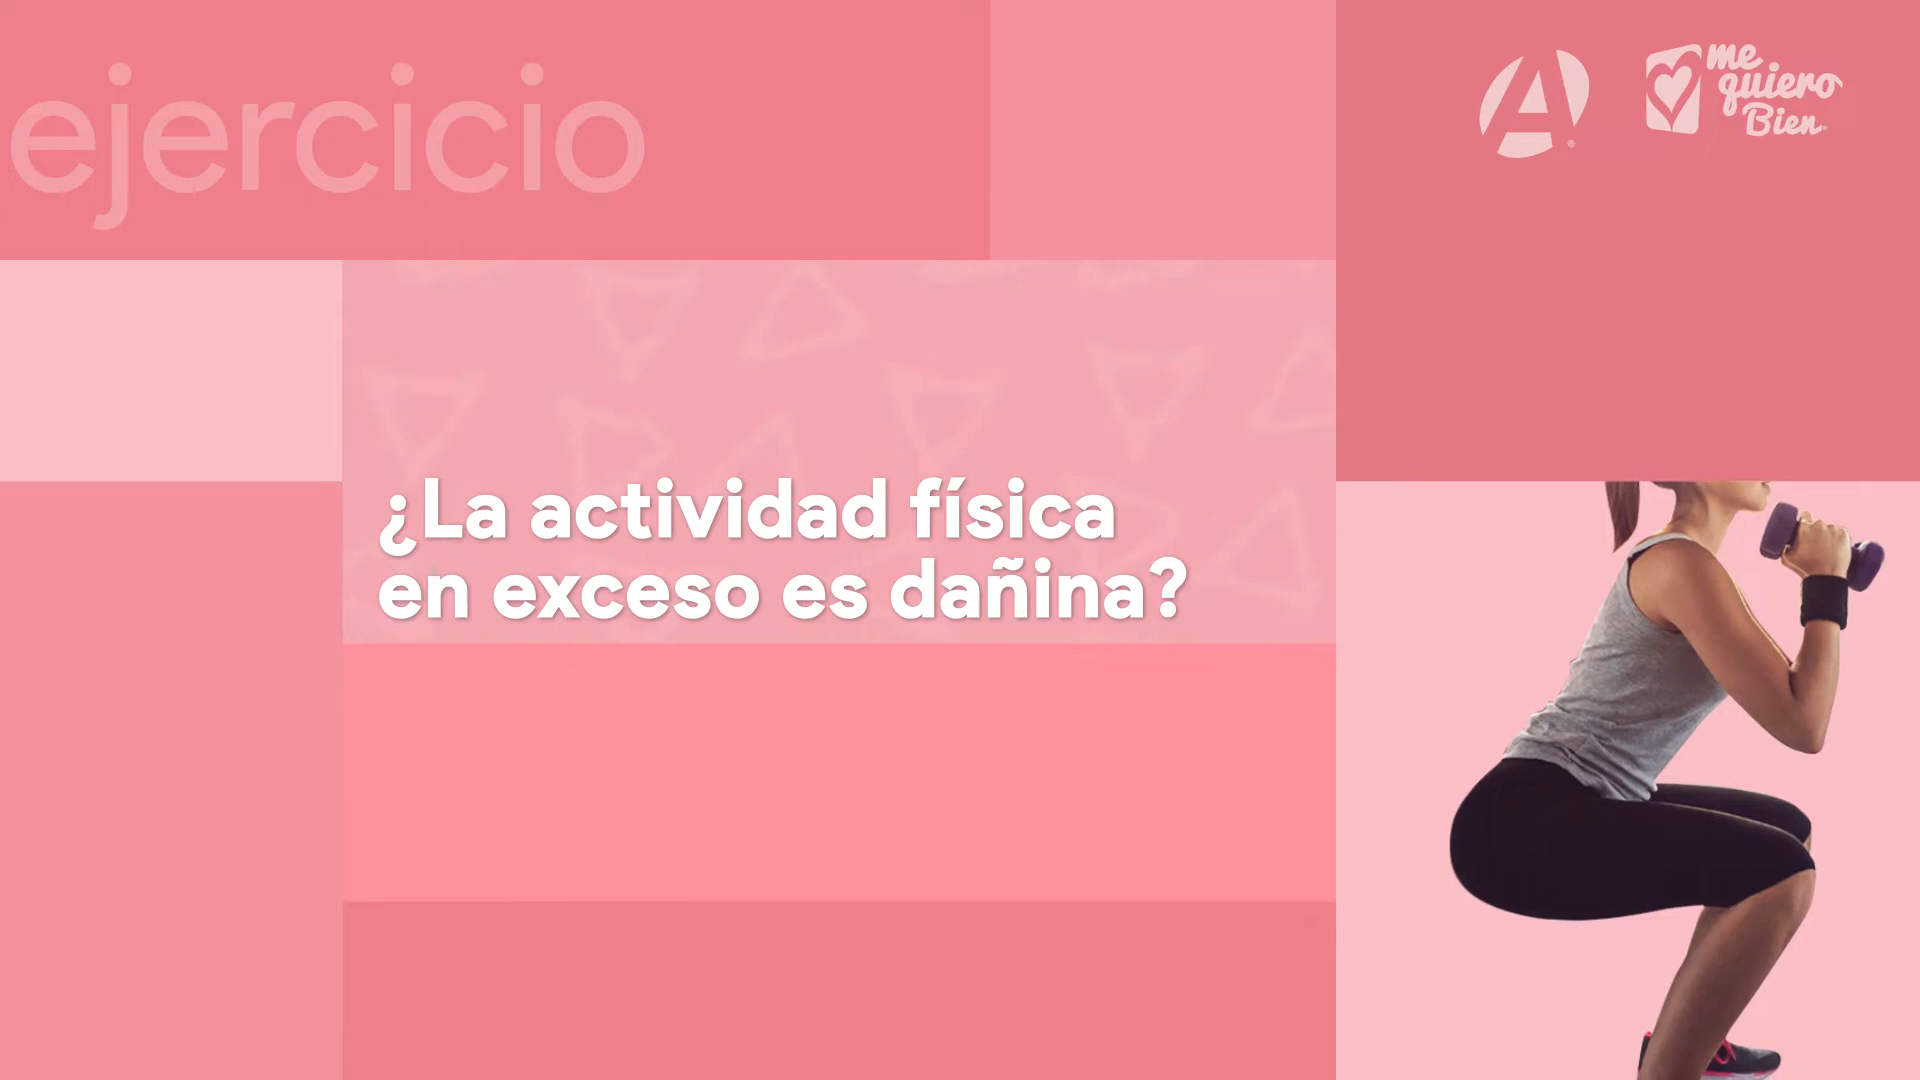 ejercicio
A
me
quiero
Bien
¿La actividad física
en exceso es dañina?